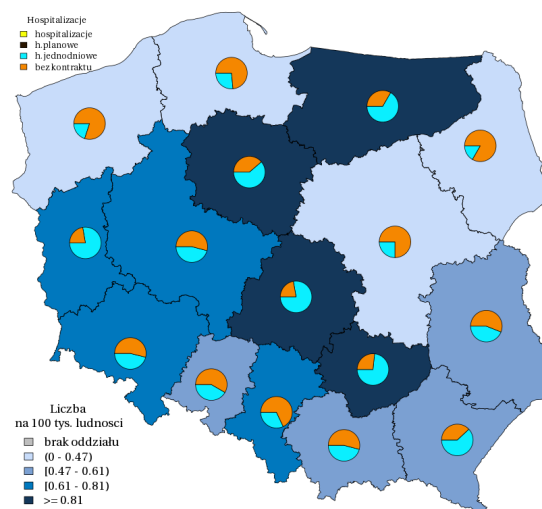 Hospitalizacje
hospitalizacje
h.planowe
h.jednodniowe
bez kontraktu
Liczba
na 100 tys. ludnosci
brak oddziału
(0 - 0.47)
[0.47 - 0.61)
[0.61 - 0.81)
>= 0.81